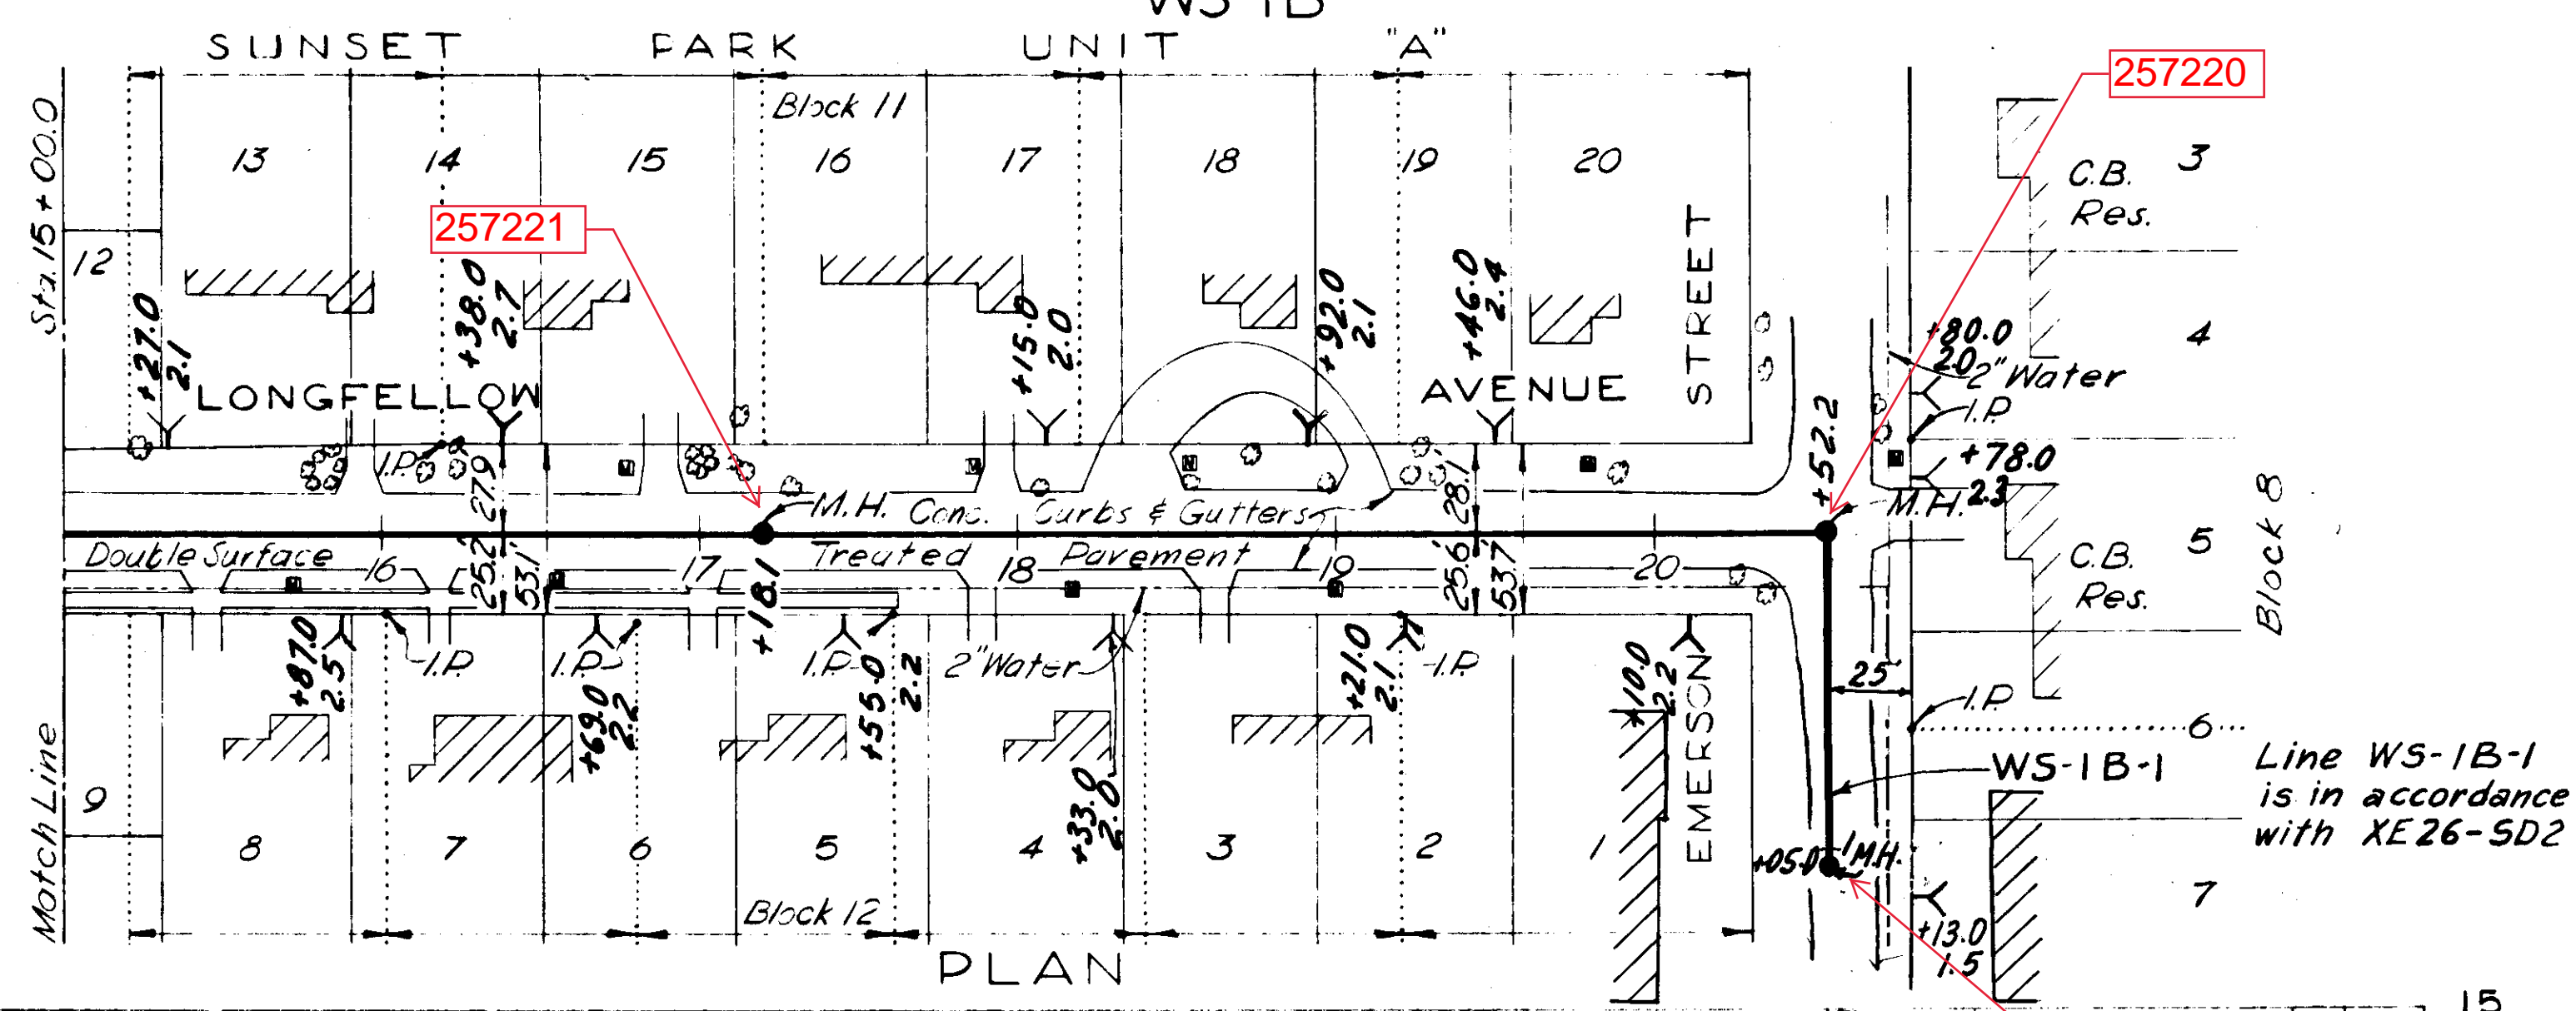 WS-1B
SUNSET PARK UNIT "A"
257220
Block 11
Sta. 15+00.0
13
14
15
16
17
18
19
20
3
C.B.
Res.
257221
12
+27.0
2.1
+38.0
2.7
+15.0
2.0
+92.0
2.1
+46.0
2.4
STREET
+80.0
2.0
2" Water
4
I.P.
LONGFELLOW
AVENUE
+52.2
+78.0
2.3
I.P.
27.9
28.1
M.H.
Conc. Curbs & Gutters
M.H.
Block 8
5
Double Surface Treated Pavement
16
17
18
19
20
25.2'
53.1'
+18.1
25.6'
53.7'
C.B.
Res.
+87.0
2.5
I.P.
I.P.
+69.0
2.2
I.P.
+55.0
2.2
2" Water
+33.0
2.0
+21.0
2.1
I.P.
+10.0
2.2
EMERSON
25'
I.P.
6
WS-1B-1
Line WS-1B-1
is in accordance
with XE26-SD2
Match Line
9
8
7
6
5
4
3
2
1
+05.0
M.H.
7
Block 12
+13.0
1.5
PLAN
15